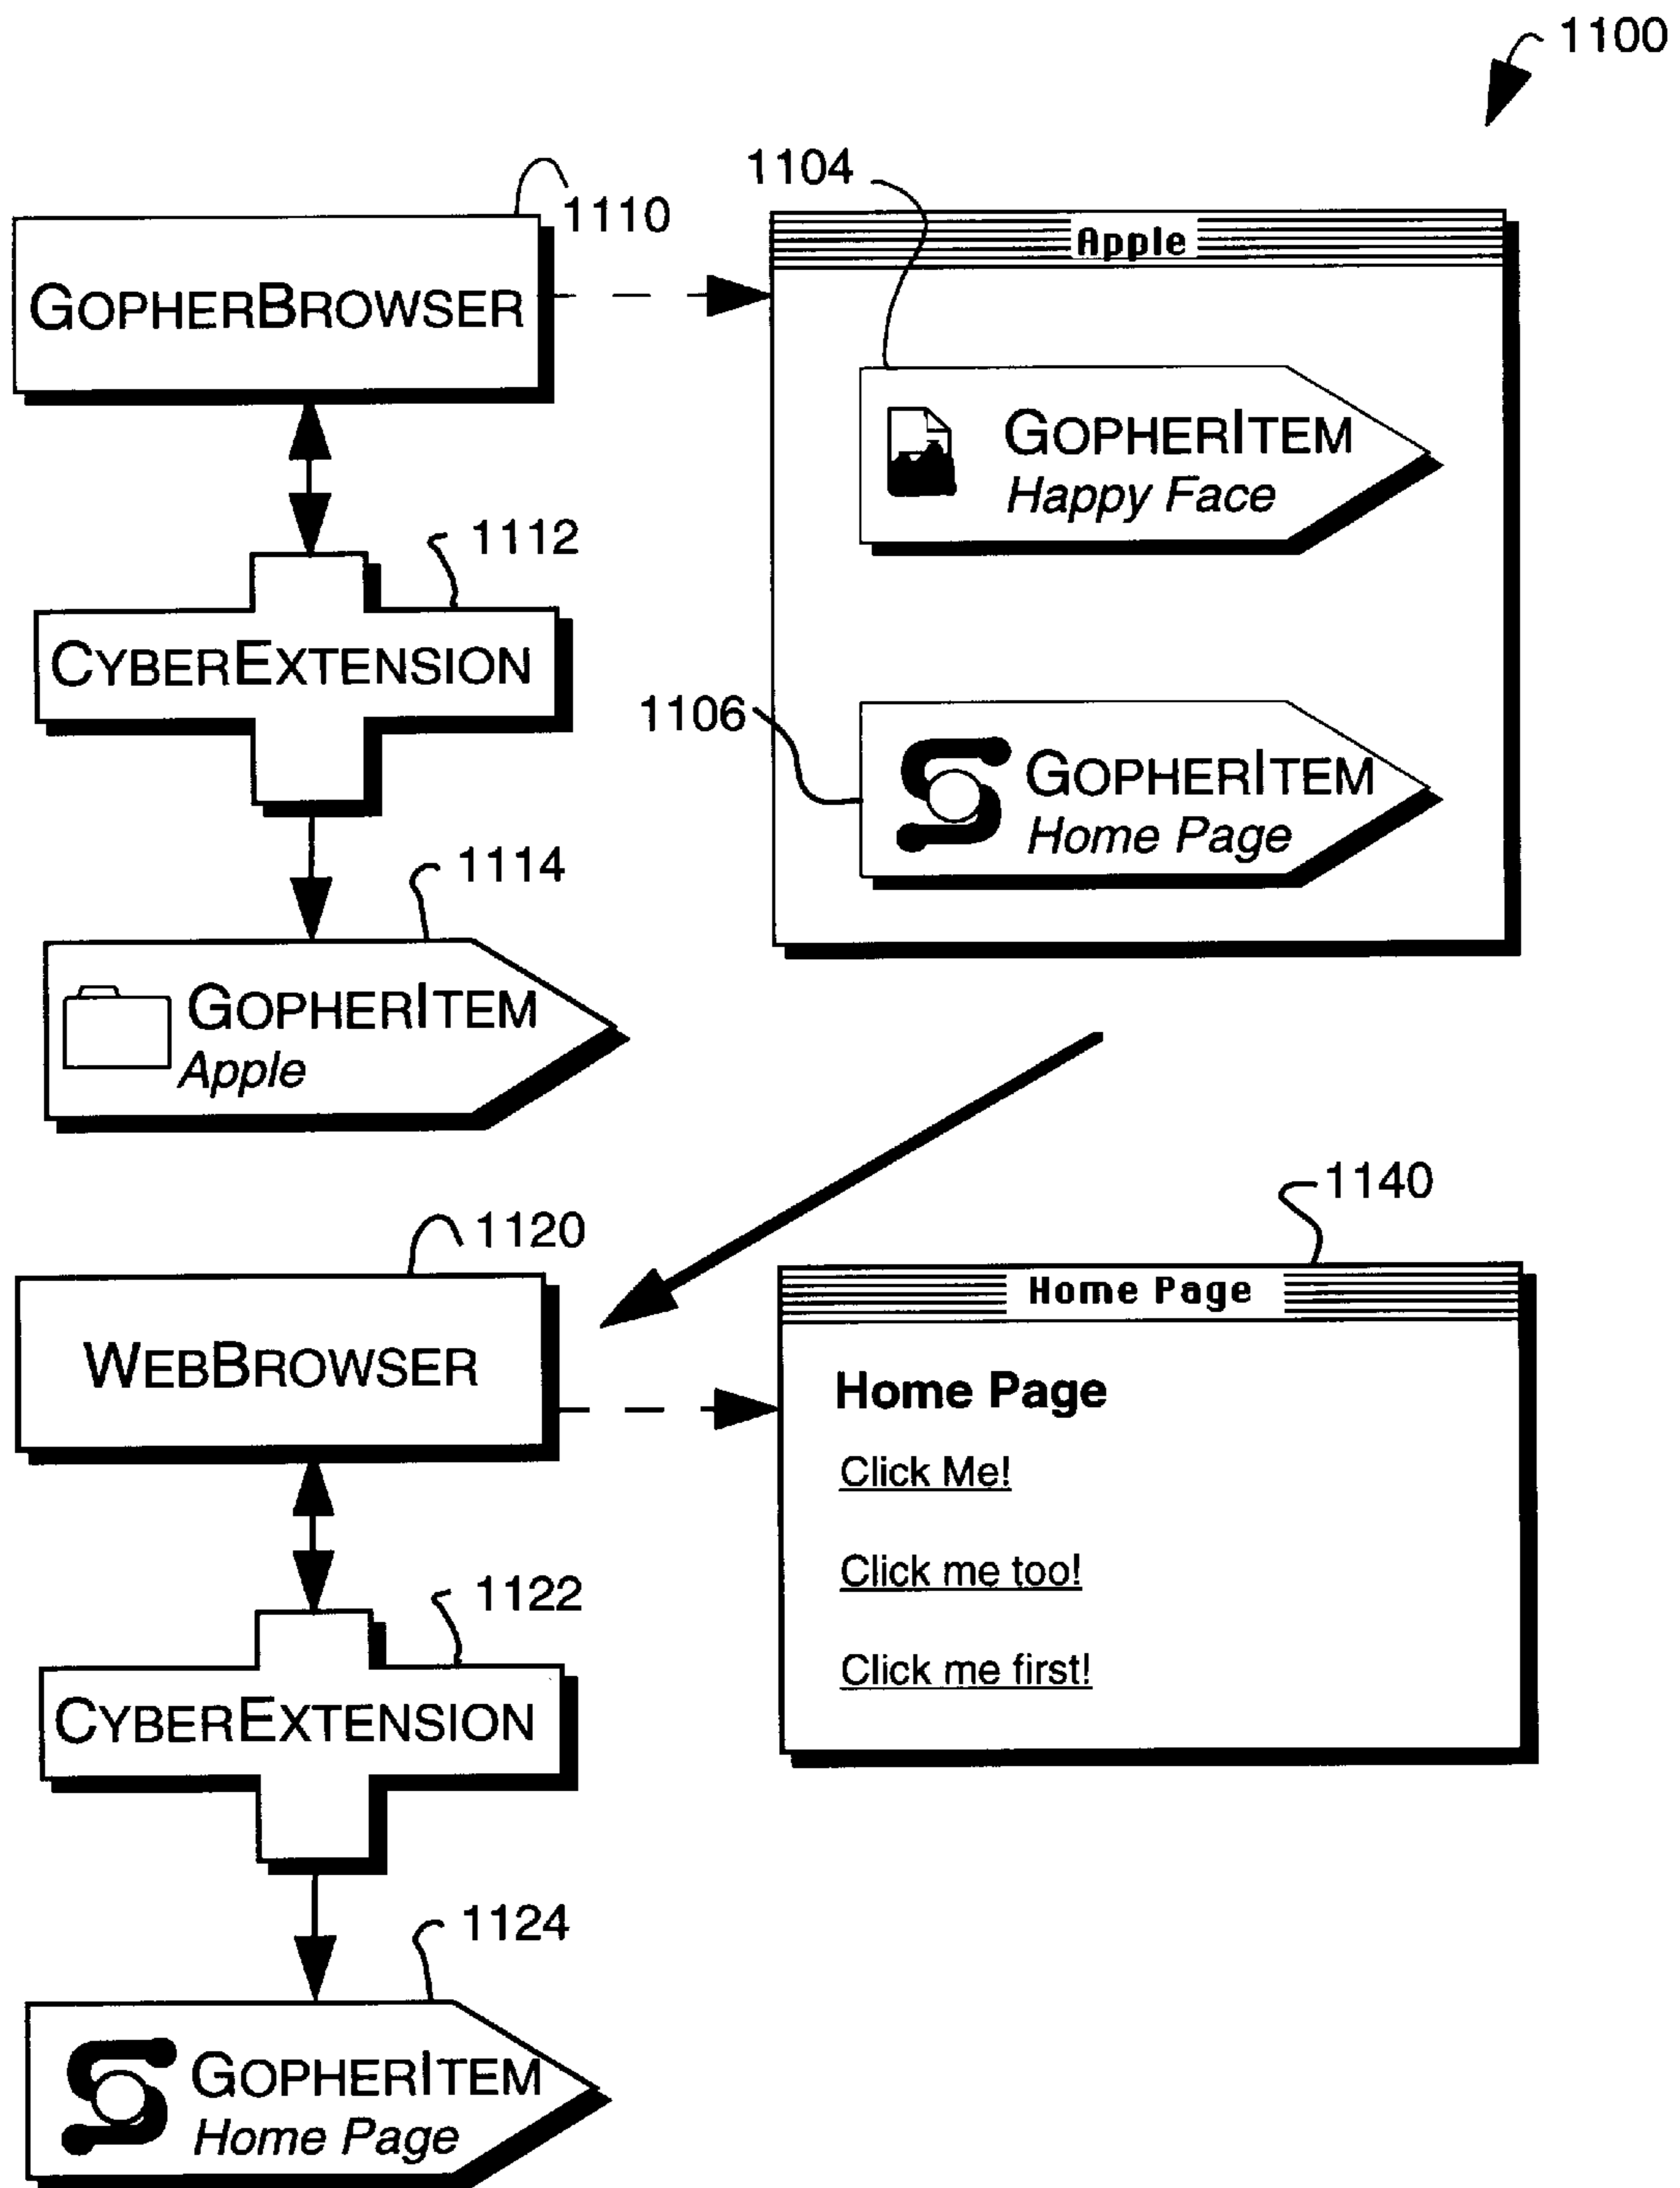 1100
1104
1110
Apple
GOPHERBROWSER
GOPHERITEM
Happy Face
1112
CYBEREXTENSION
1106
GOPHERITEM
Home Page
1114
GOPHERITEM
Apple
1140
1120
Home Page
WEBBROWSER
Home Page
Click Me!
Click me too!
1122
Click me first!
CYBEREXTENSION
1124
GOPHERITEM
Home Page